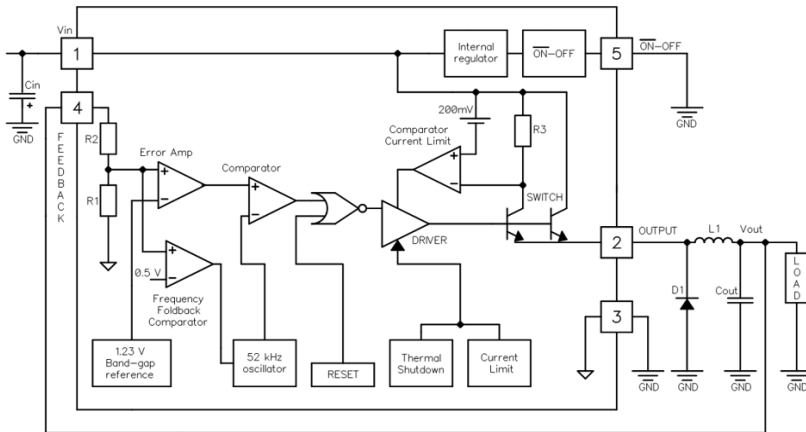 Vin
1
Internal
regulator
ON-OFF
5
ON-OFF
Cin
+
GND
4
FEEDBACK
R2
R1
200mV
R3
GND
Comparator
Current Limit
+
−
Error Amp
+
−
Comparator
+
−
SWITCH
DRIVER
2
OUTPUT
L1
Vout
0.5 V
+
−
Frequency
Foldback
Comparator
D1
Cout
LOAD
3
1.23 V
Band-gap
reference
52 kHz
oscillator
RESET
Thermal
Shutdown
Current
Limit
GND
GND
GND
GND